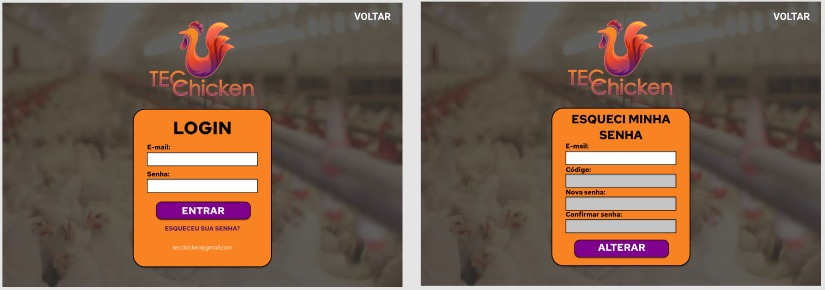 VOLTAR
TEC
Chicken
LOGIN
E-mail:
Senha:
ENTRAR
ESQUECEU SUA SENHA?
tecchicken@gmail.com
VOLTAR
TEC
Chicken
ESQUECI MINHA
SENHA
E-mail:
Código:
Nova senha:
Confirmar senha:
ALTERAR